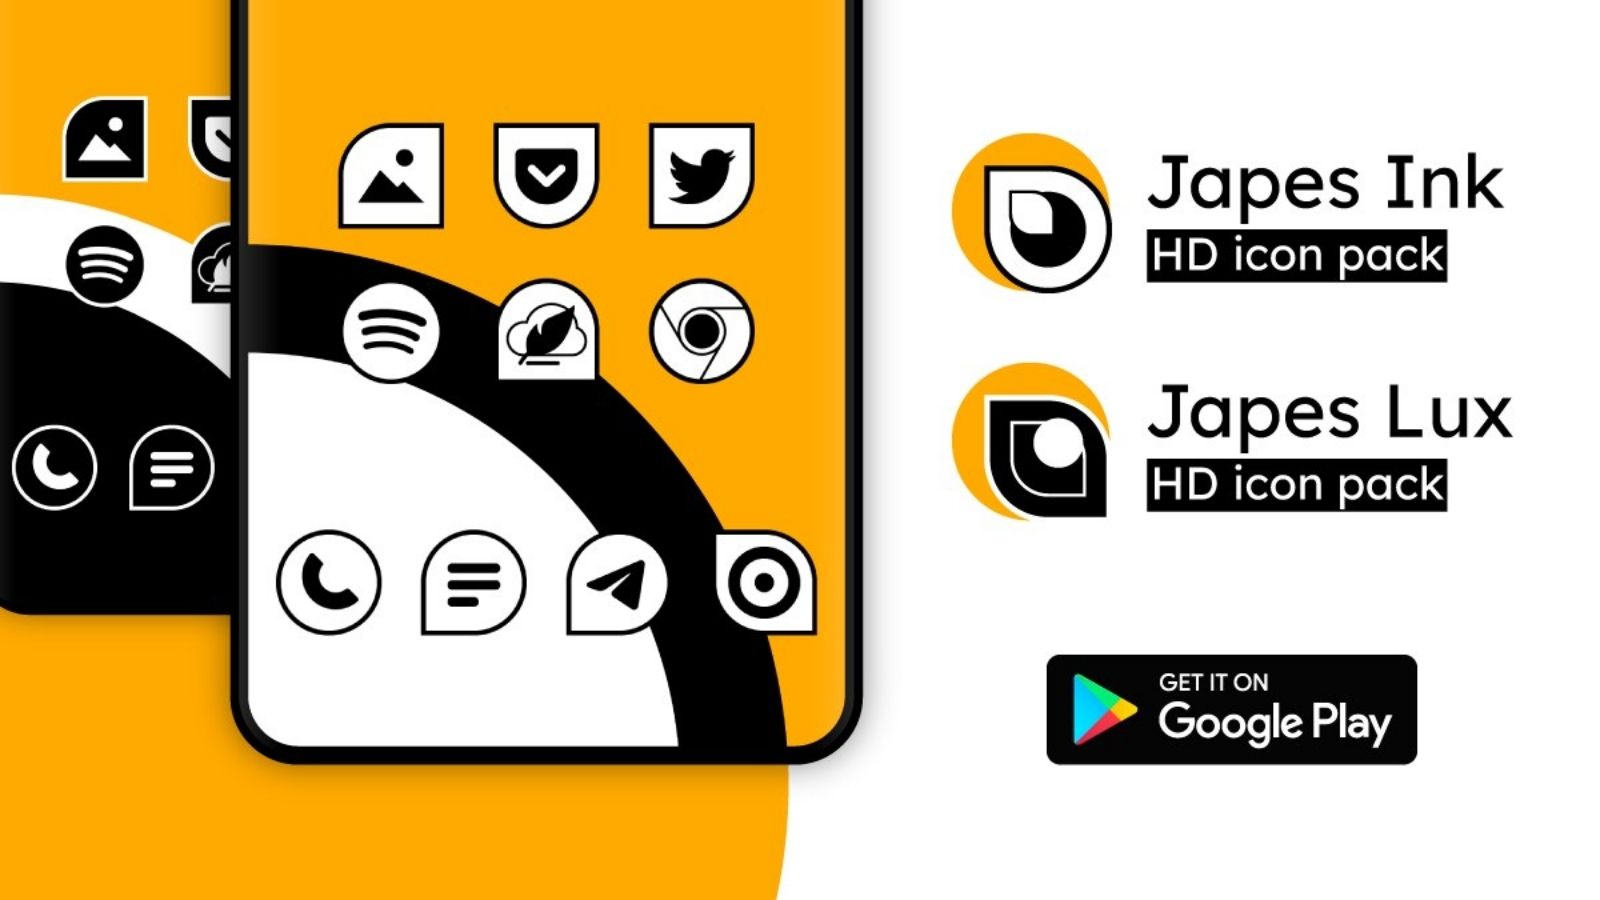 Japes Ink
HD icon pack
Japes Lux
HD icon pack
GET IT ON
Google Play